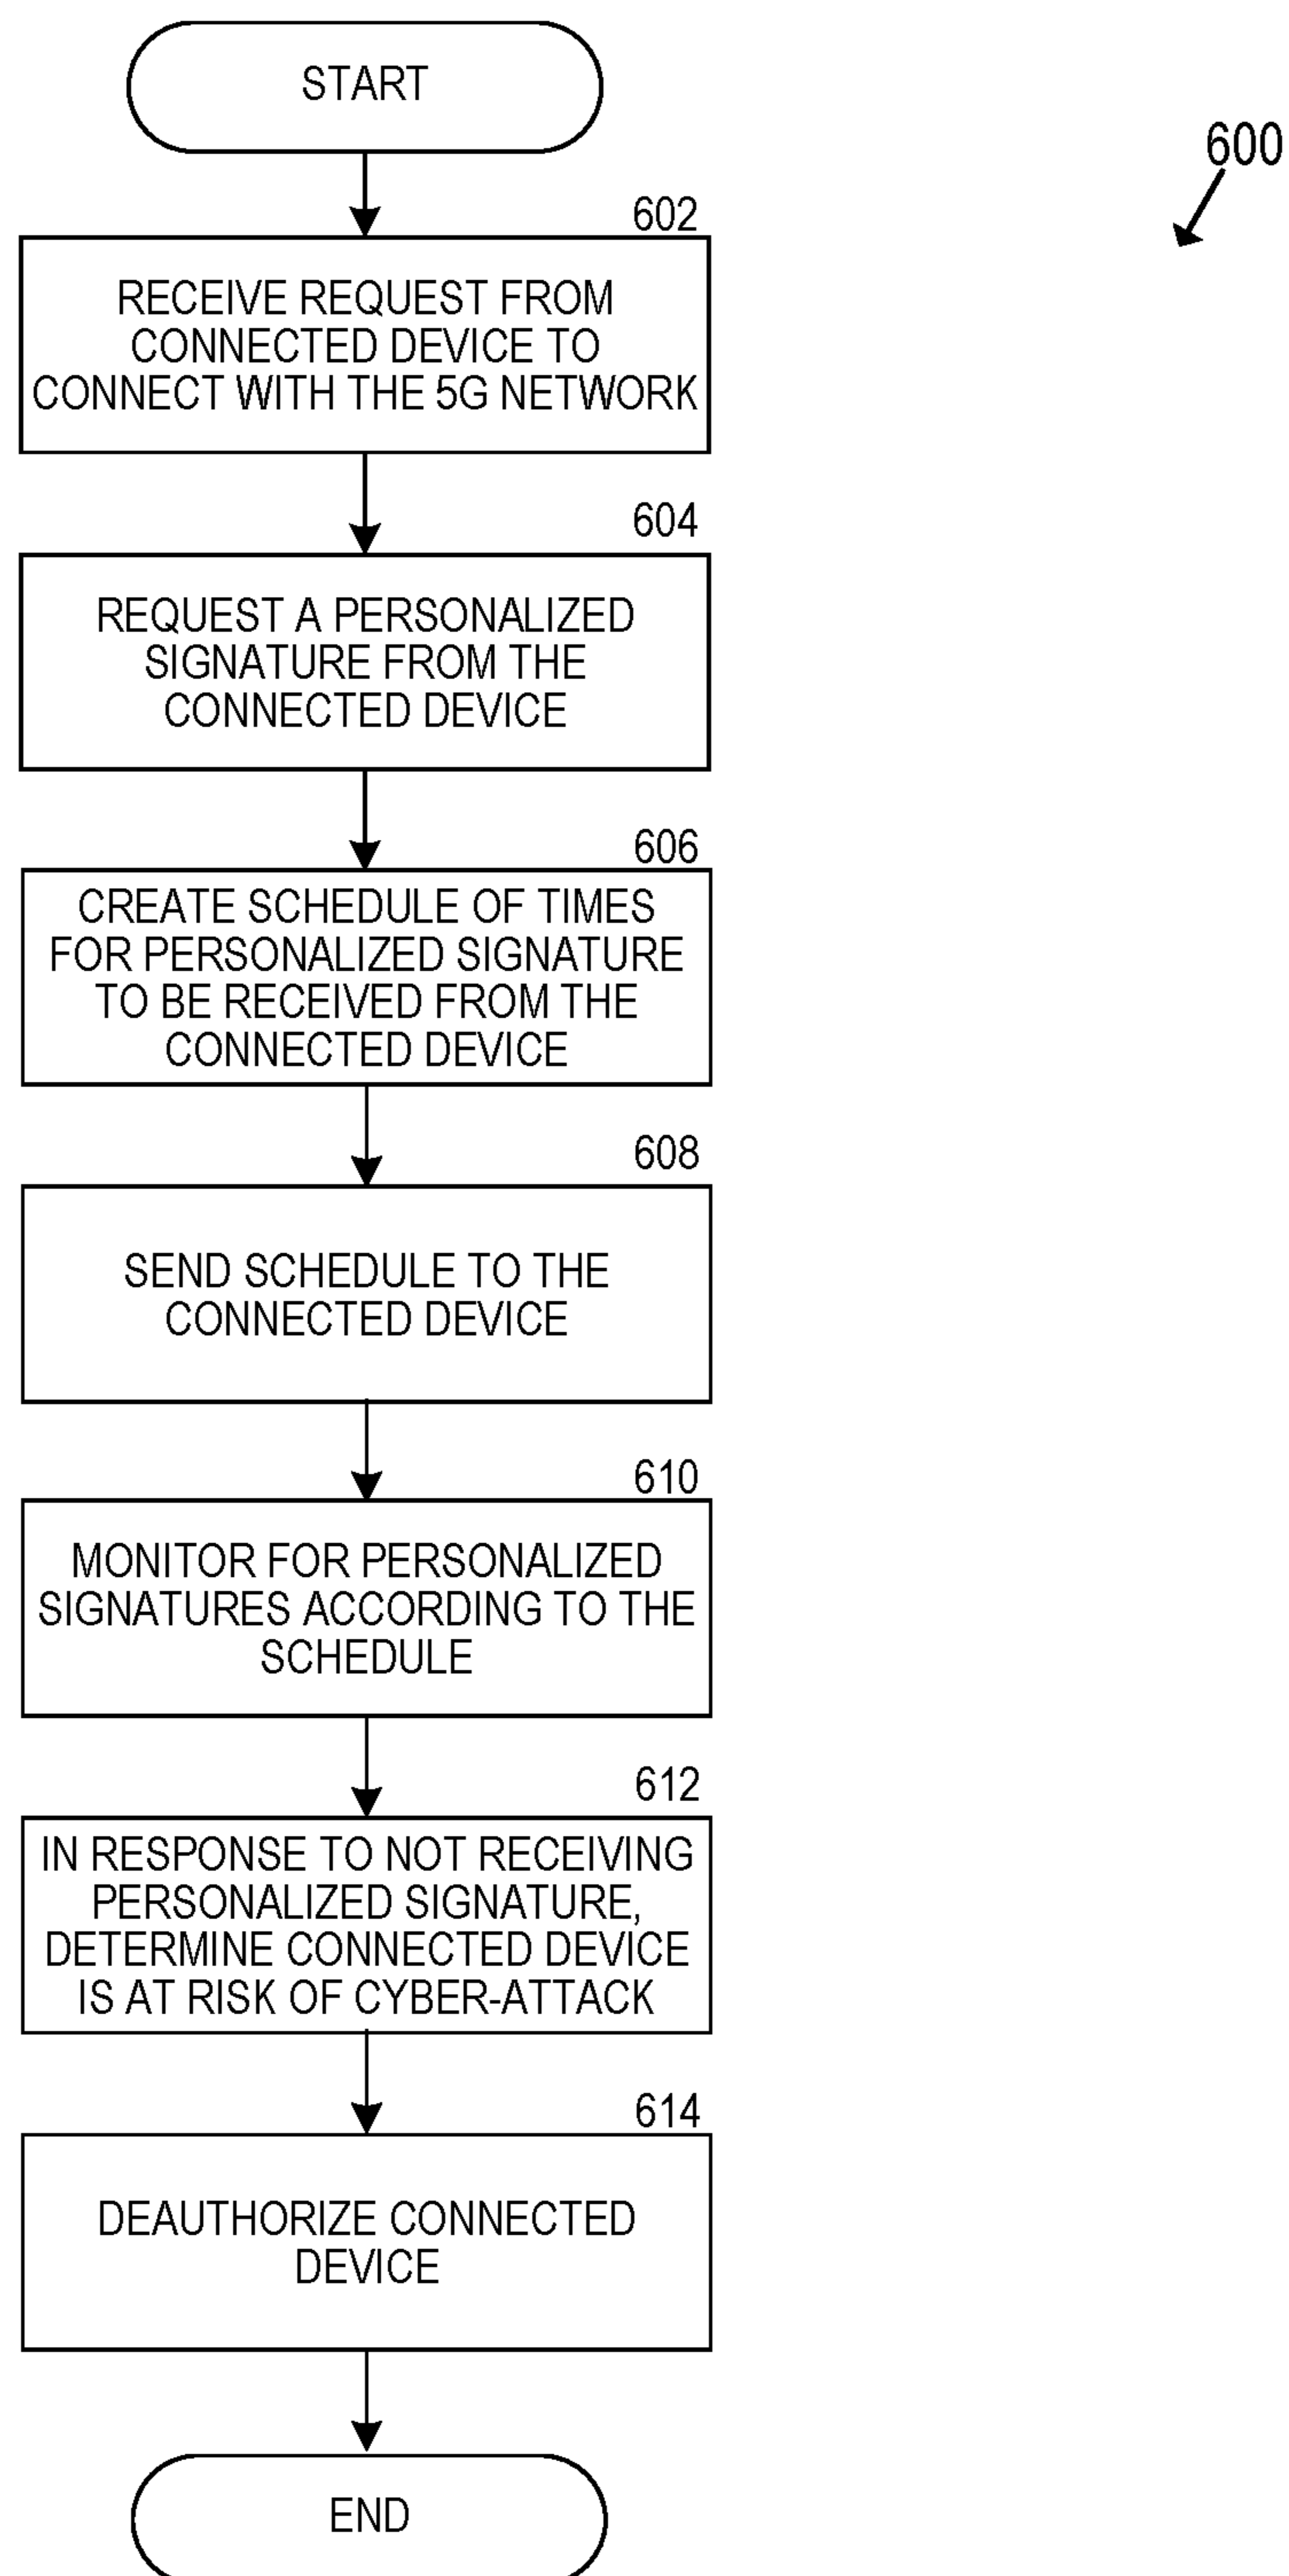 START
600
602
RECEIVE REQUEST FROM
CONNECTED DEVICE TO
CONNECT WITH THE 5G NETWORK
604
REQUEST A PERSONALIZED
SIGNATURE FROM THE
CONNECTED DEVICE
606
CREATE SCHEDULE OF TIMES
FOR PERSONALIZED SIGNATURE
TO BE RECEIVED FROM THE
CONNECTED DEVICE
608
SEND SCHEDULE TO THE
CONNECTED DEVICE
610
MONITOR FOR PERSONALIZED
SIGNATURES ACCORDING TO THE
SCHEDULE
612
IN RESPONSE TO NOT RECEIVING
PERSONALIZED SIGNATURE,
DETERMINE CONNECTED DEVICE
IS AT RISK OF CYBER-ATTACK
614
DEAUTHORIZE CONNECTED
DEVICE
END